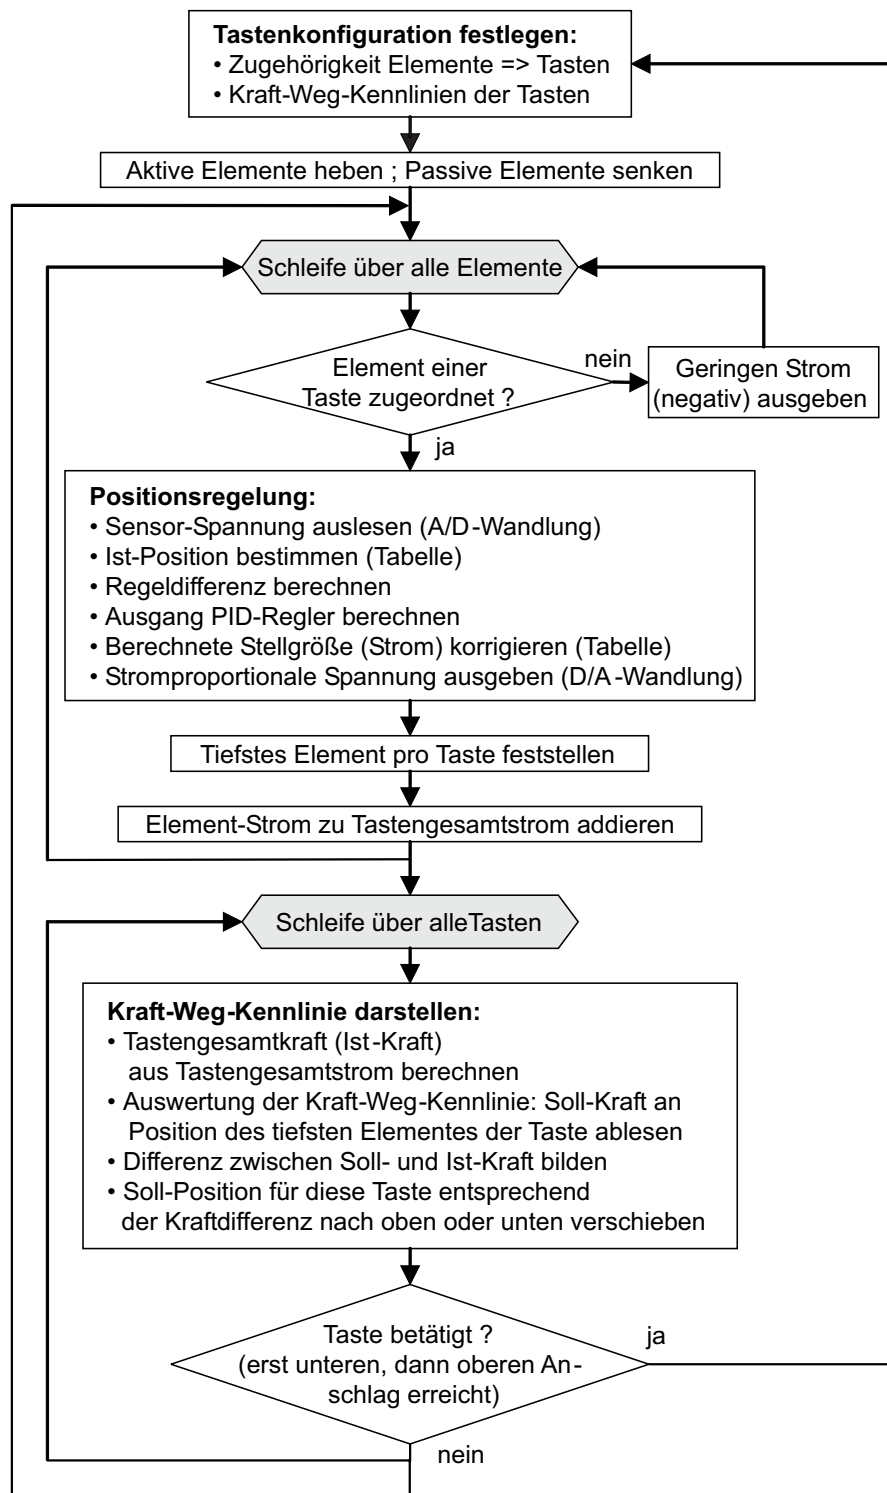 Tastenkonfiguration festlegen:
• Zugehörigkeit Elemente => Tasten
• Kraft-Weg-Kennlinien der Tasten
Aktive Elemente heben ; Passive Elemente senken
Schleife über alle Elemente
Element einer
Taste zugeordnet ?
nein
Geringen Strom
(negativ) ausgeben
ja
Positionsregelung:
• Sensor-Spannung auslesen (A/D-Wandlung)
• Ist-Position bestimmen (Tabelle)
• Regeldifferenz berechnen
• Ausgang PID-Regler berechnen
• Berechnete Stellgröße (Strom) korrigieren (Tabelle)
• Stromproportionale Spannung ausgeben (D/A-Wandlung)
Tiefstes Element pro Taste feststellen
Element-Strom zu Tastengesamtstrom addieren
Schleife über alleTasten
Kraft-Weg-Kennlinie darstellen:
• Tastengesamtkraft (Ist-Kraft)
aus Tastengesamtstrom berechnen
• Auswertung der Kraft-Weg-Kennlinie: Soll-Kraft an
Position des tiefsten Elementes der Taste ablesen
• Differenz zwischen Soll- und Ist-Kraft bilden
• Soll-Position für diese Taste entsprechend
der Kraftdifferenz nach oben oder unten verschieben
Taste betätigt ?
(erst unteren, dann oberen An-
schlag erreicht)
ja
nein